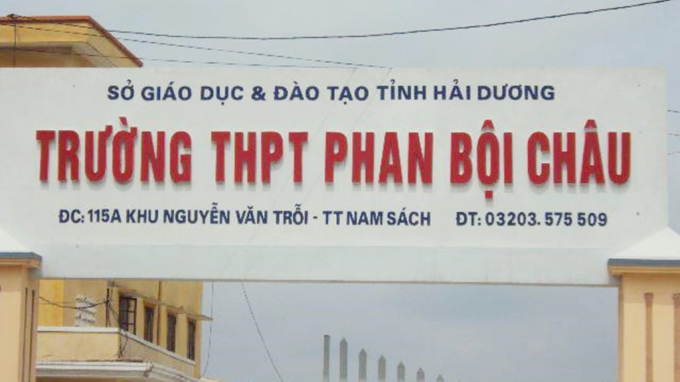 SỞ GIÁO DỤC & ĐÀO TẠO TỈNH HẢI DƯƠNG
TRƯỜNG THPT PHAN BỘI CHÂU
ĐC: 115A KHU NGUYỄN VĂN TRỖI - TT NAM SÁCH ĐT: 03203. 575 509